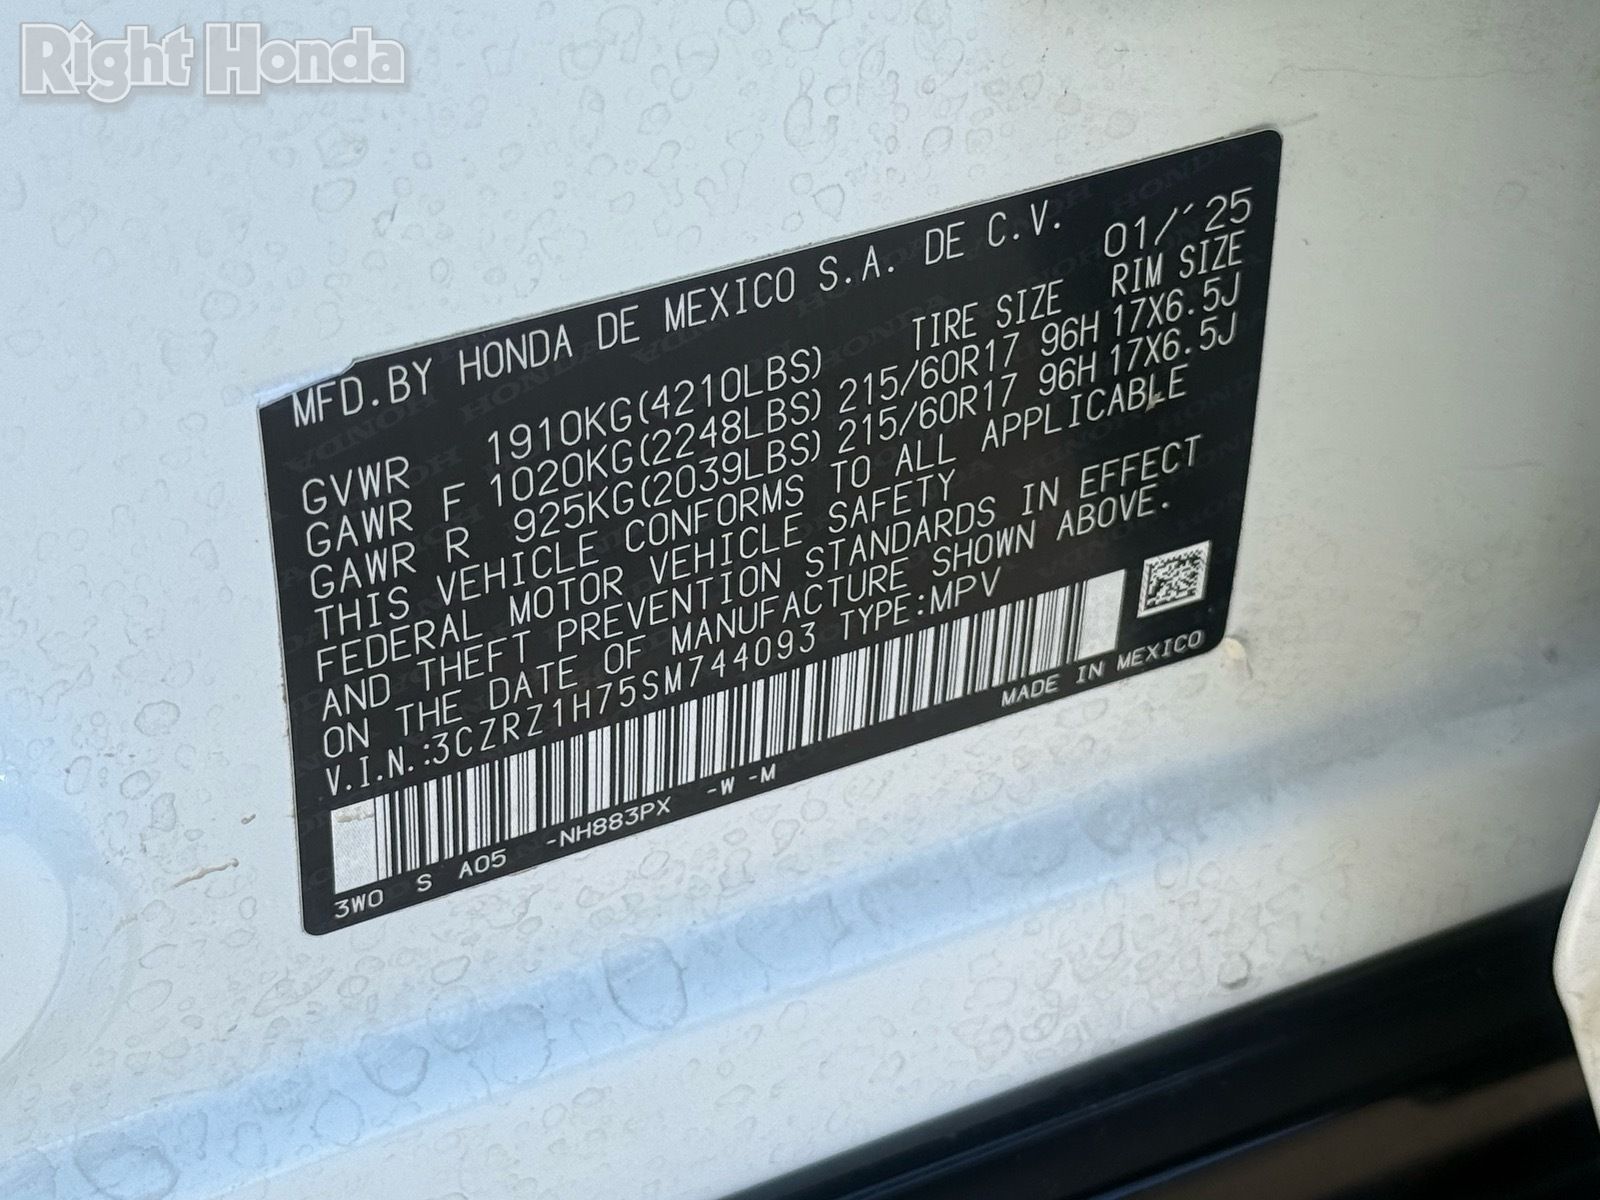 Right Honda
MFD.BY HONDA DE MEXICO S.A. DE C.V. 01/'25
TIRE SIZE RIM SIZE
GVWR 1910KG(4210LBS)
GAWR F 1020KG(2248LBS) 215/60R17 96H 17X6.5J
GAWR R 925KG(2039LBS) 215/60R17 96H 17X6.5J
THIS VEHICLE CONFORMS TO ALL APPLICABLE
FEDERAL MOTOR VEHICLE SAFETY
AND THEFT PREVENTION STANDARDS IN EFFECT
ON THE DATE OF MANUFACTURE SHOWN ABOVE.
V.I.N.:3CZRZ1H75SM744093 TYPE:MPV
MADE IN MEXICO
3W0 S A05 -NH883PX -W -M